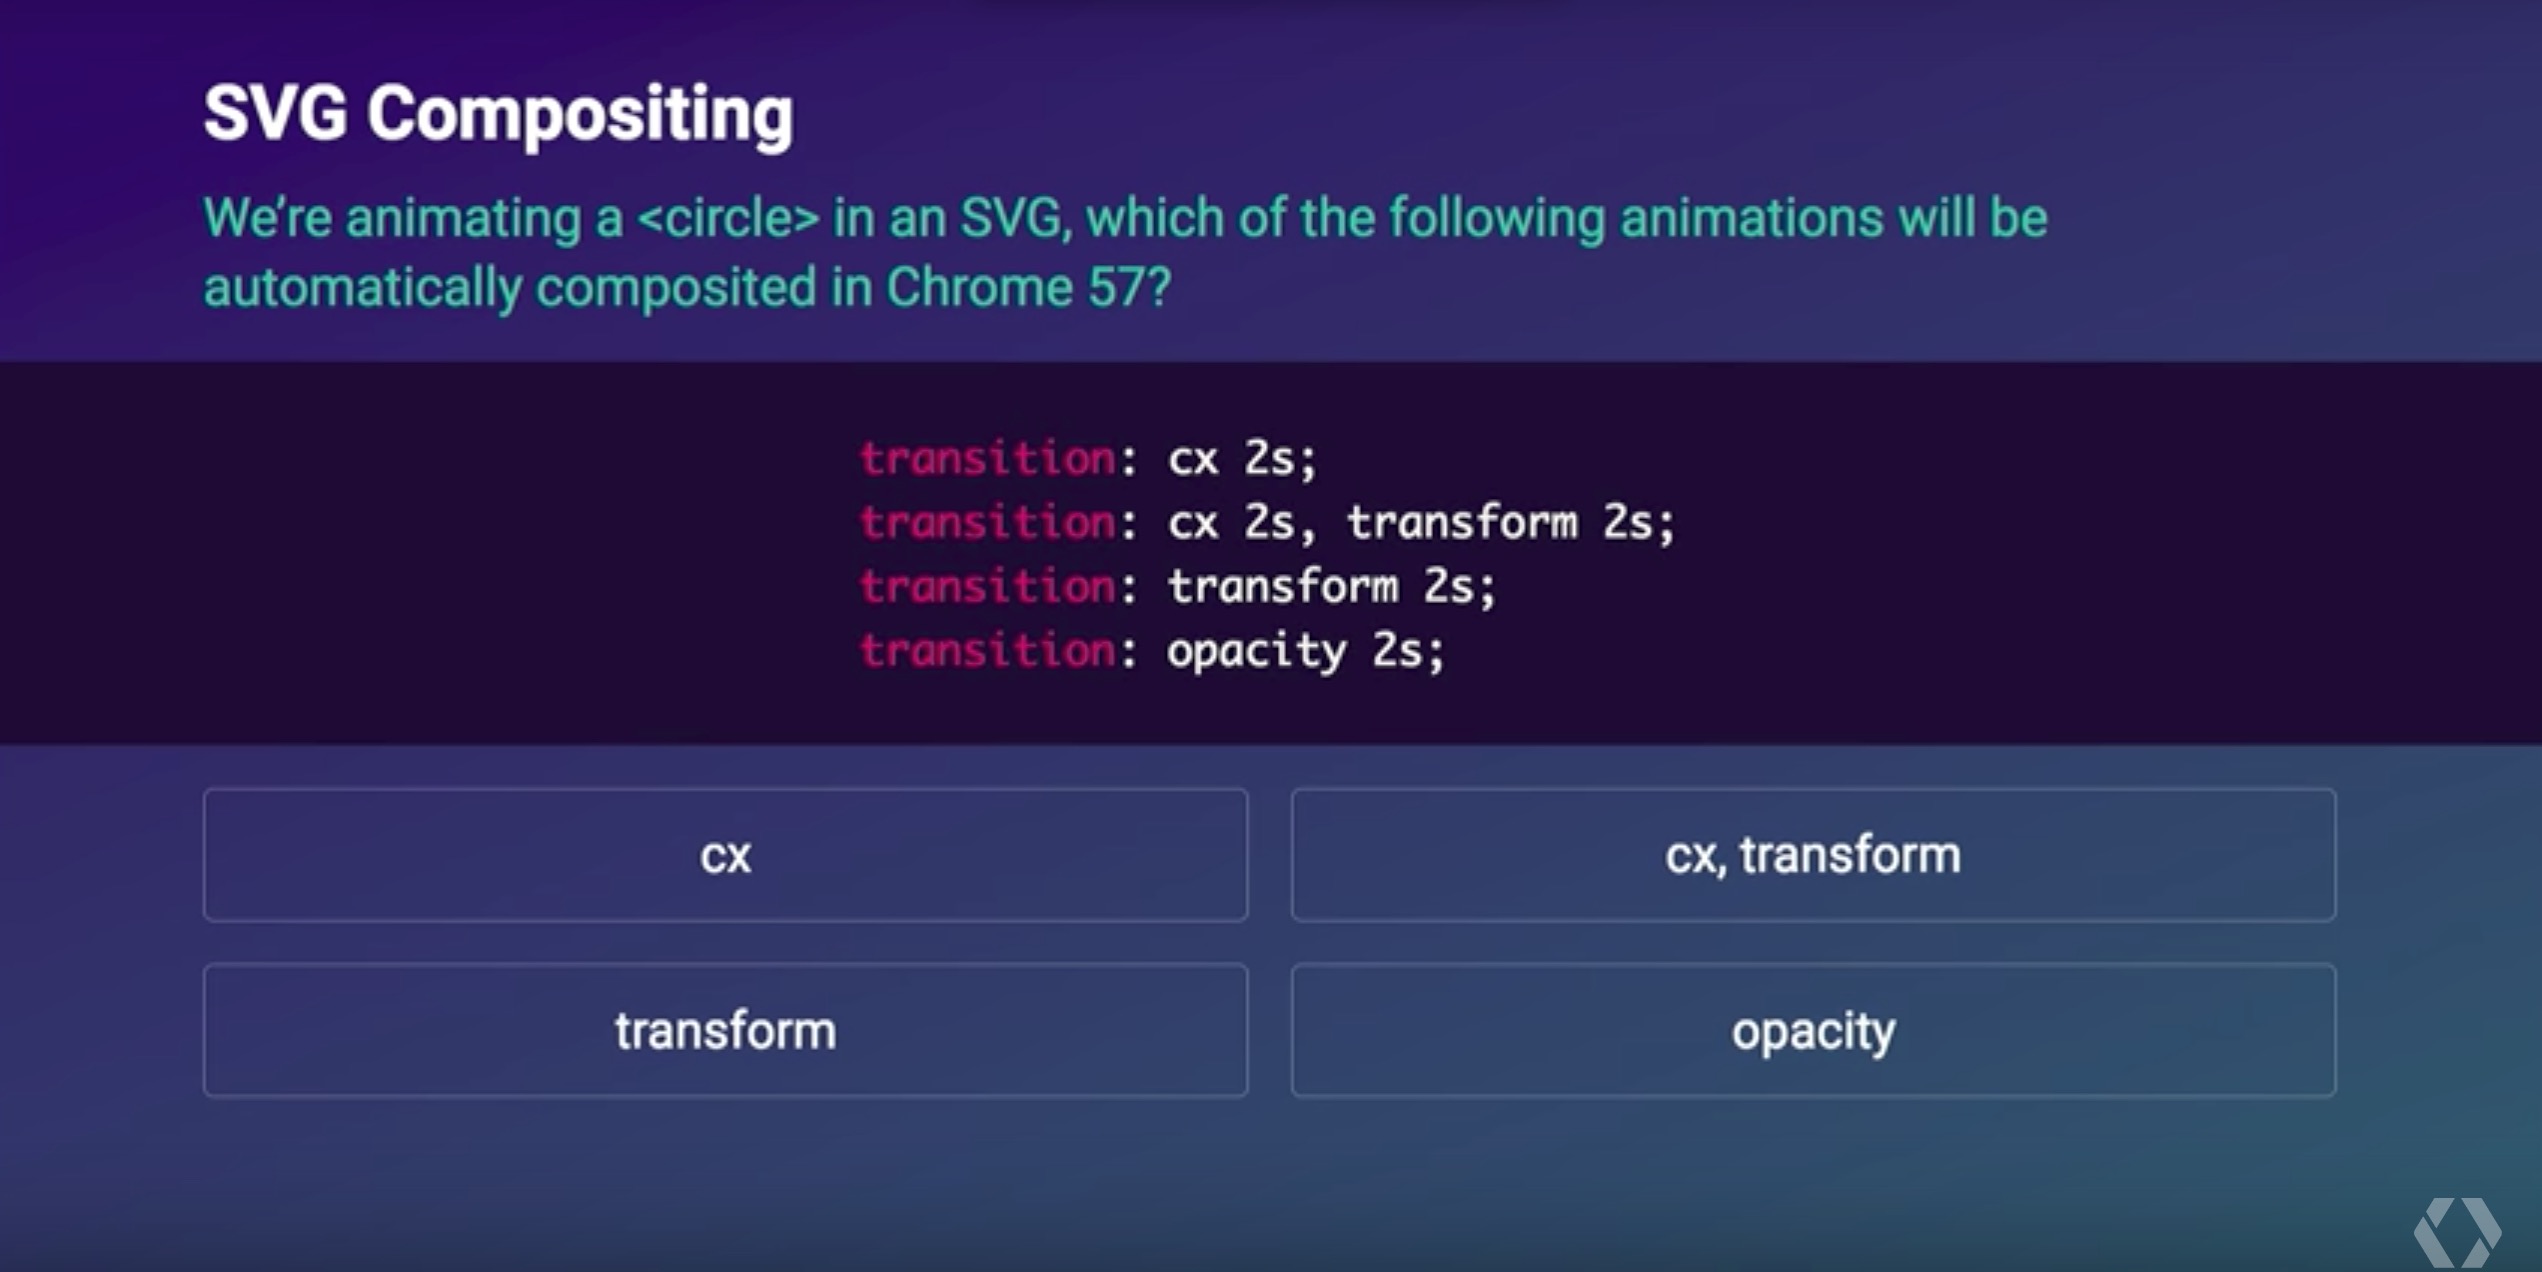 SVG Compositing
We're animating a <circle> in an SVG, which of the following animations will be
automatically composited in Chrome 57?
transition: cx 2s;
transition: cx 2s, transform 2s;
transition: transform 2s;
transition: opacity 2s;
cx
cx, transform
transform
opacity